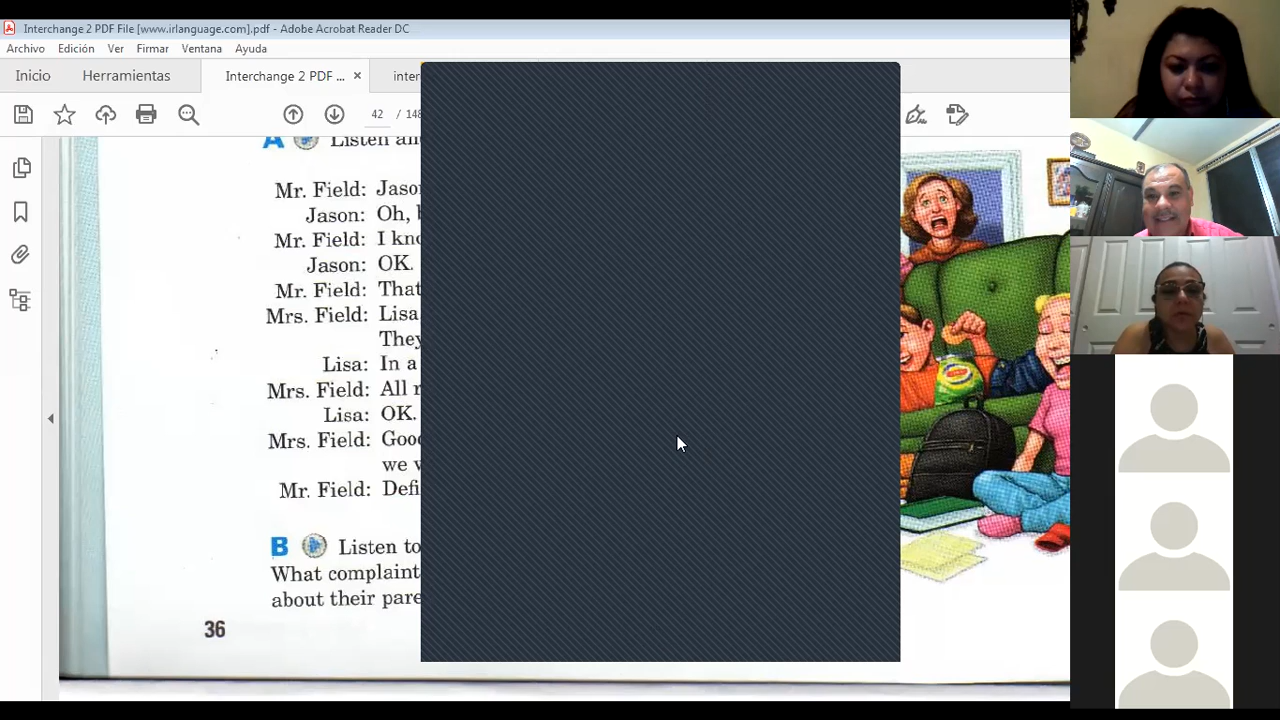 Interchange 2 PDF File [www.irlanguage.com].pdf - Adobe Acrobat Reader DC
Archivo Edición Ver Firmar Ventana Ayuda
Inicio Herramientas Interchange 2 PDF ... × inter
42 / 148
A Listen an
Mr. Field: Jaso
Jason: Oh,
Mr. Field: I kno
Jason: OK.
Mr. Field: That
Mrs. Field: Lisa
They
Lisa: In a
Mrs. Field: All
Lisa: OK.
Mrs. Field: Good
we
Mr. Field: Defi
B Listen to
What complaint
about their pare
36